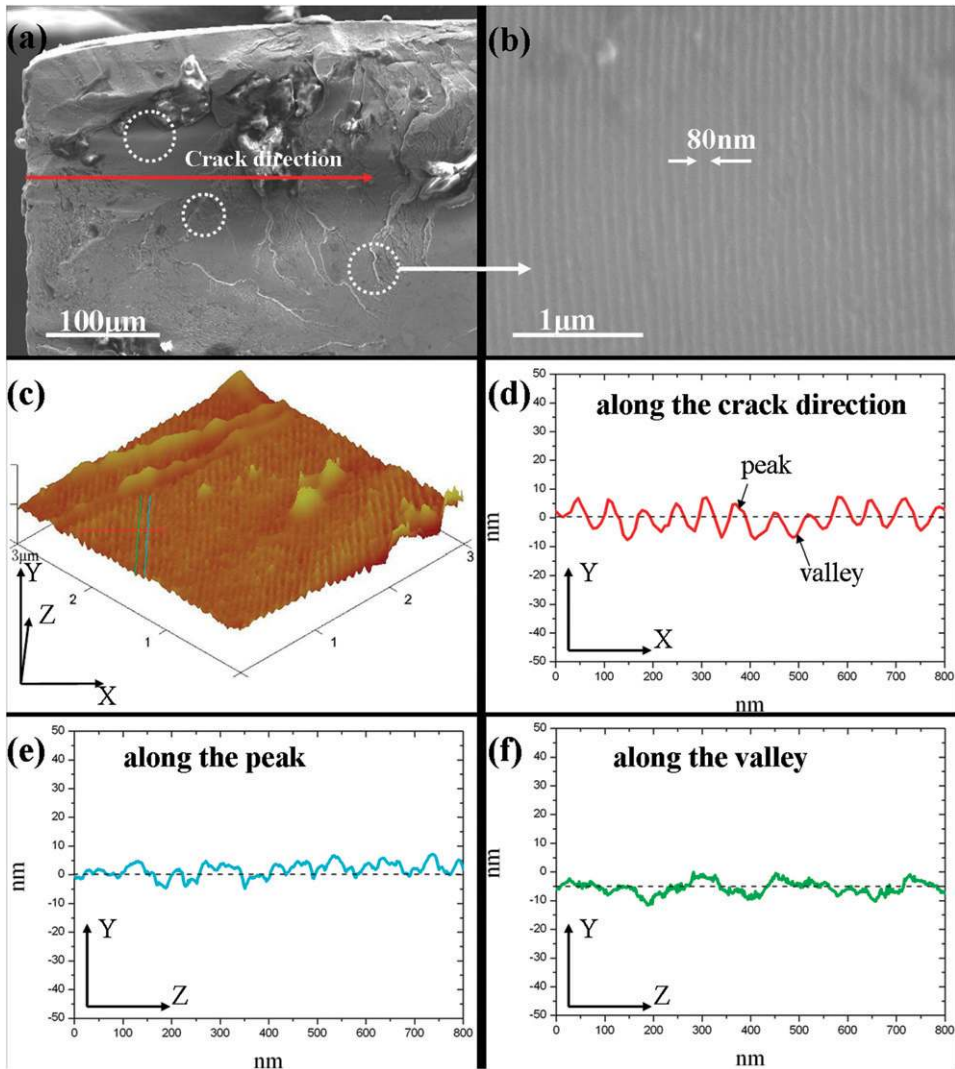 (a)
Crack direction
100μm
(b)
80nm
1μm
(c)
nm
3μm
2
1
3
2
1
Y
Z
X
(d)
along the crack direction
50
40
30
20
10
0
-10
-20
-30
-40
-50
nm
peak
valley
Y
X
0 100 200 300 400 500 600 700 800
nm
(e)
along the peak
50
40
30
20
10
0
-10
-20
-30
-40
-50
nm
Y
Z
0 100 200 300 400 500 600 700 800
nm
(f)
along the valley
50
40
30
20
10
0
-10
-20
-30
-40
-50
nm
Y
Z
0 100 200 300 400 500 600 700 800
nm